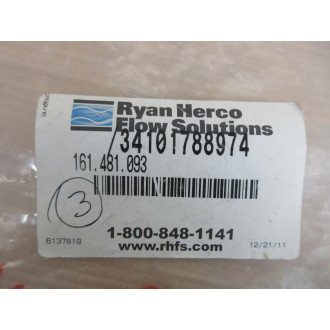 Ryan Herco
Flow Solutions
/34101788974
161.481.093
3
1-800-848-1141
6137819 www.rhfs.com 12/21/11